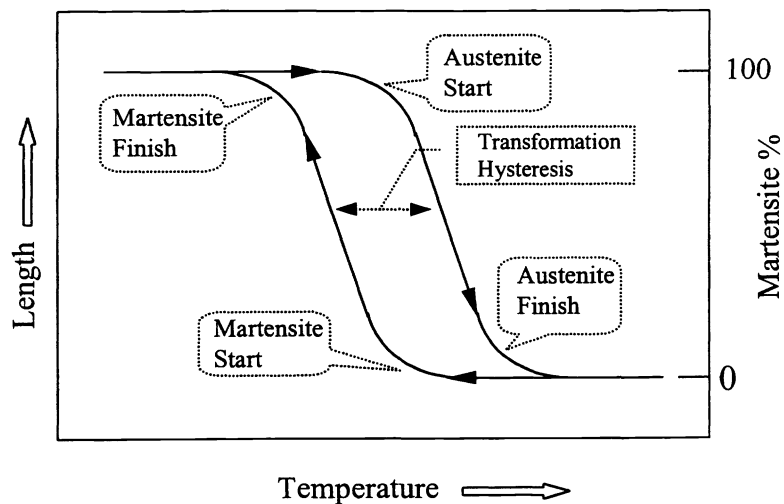 Austenite
Start
100
Martensite
Finish
Transformation
Hysteresis
Length
Martensite %
Austenite
Finish
Martensite
Start
0
Temperature